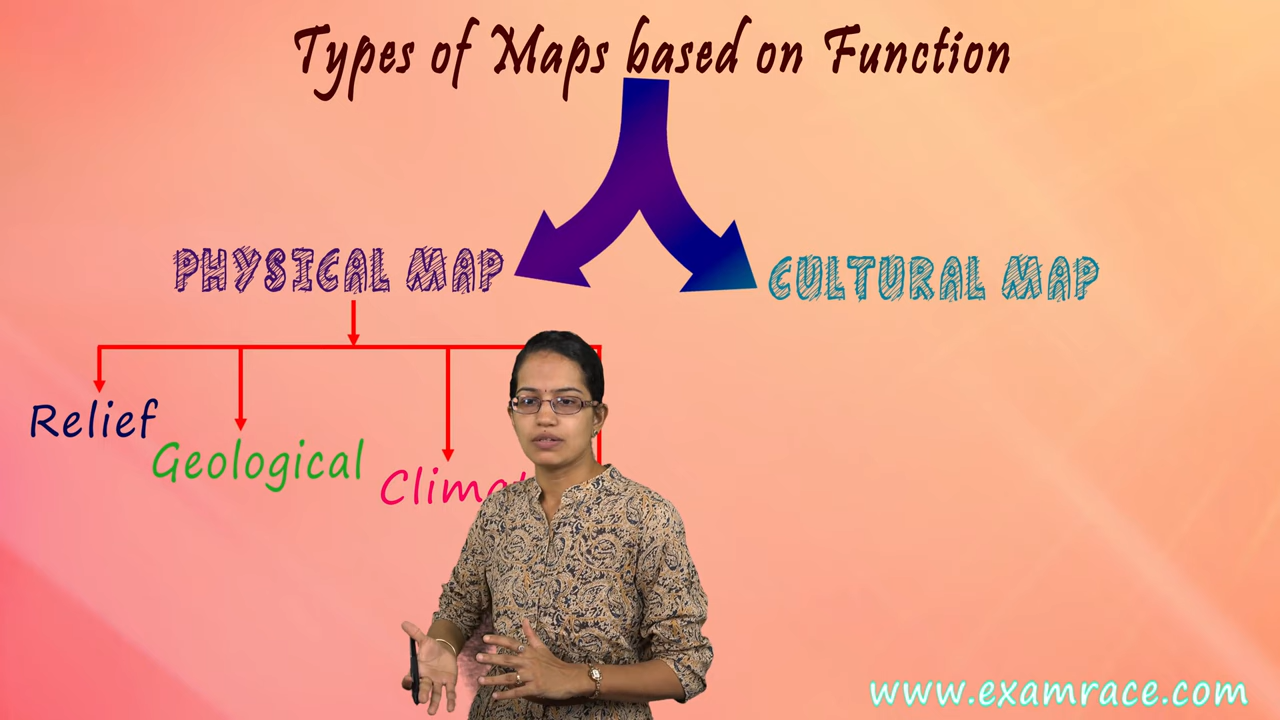 Types of Maps based on Function
PHYSICAL MAP
CULTURAL MAP
Relief
Geological
www.examrace.com